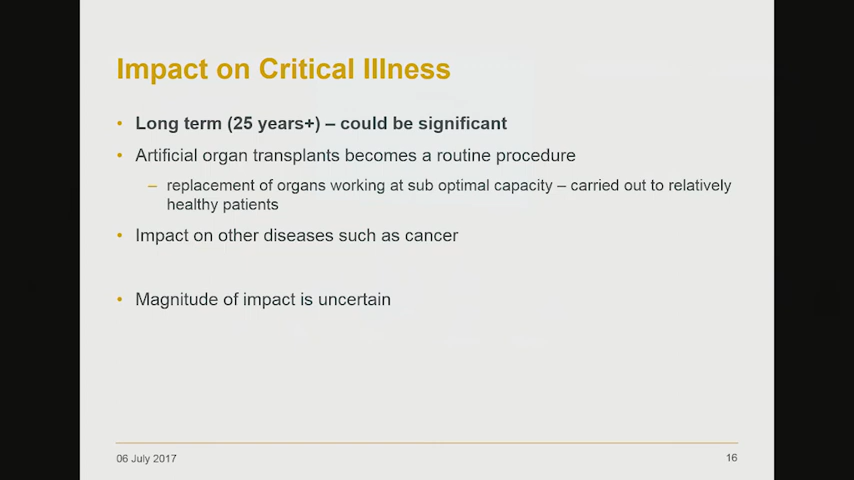 Impact on Critical Illness
• Long term (25 years+) – could be significant
• Artificial organ transplants becomes a routine procedure
– replacement of organs working at sub optimal capacity – carried out to relatively
healthy patients
• Impact on other diseases such as cancer
• Magnitude of impact is uncertain
06 July 2017
16